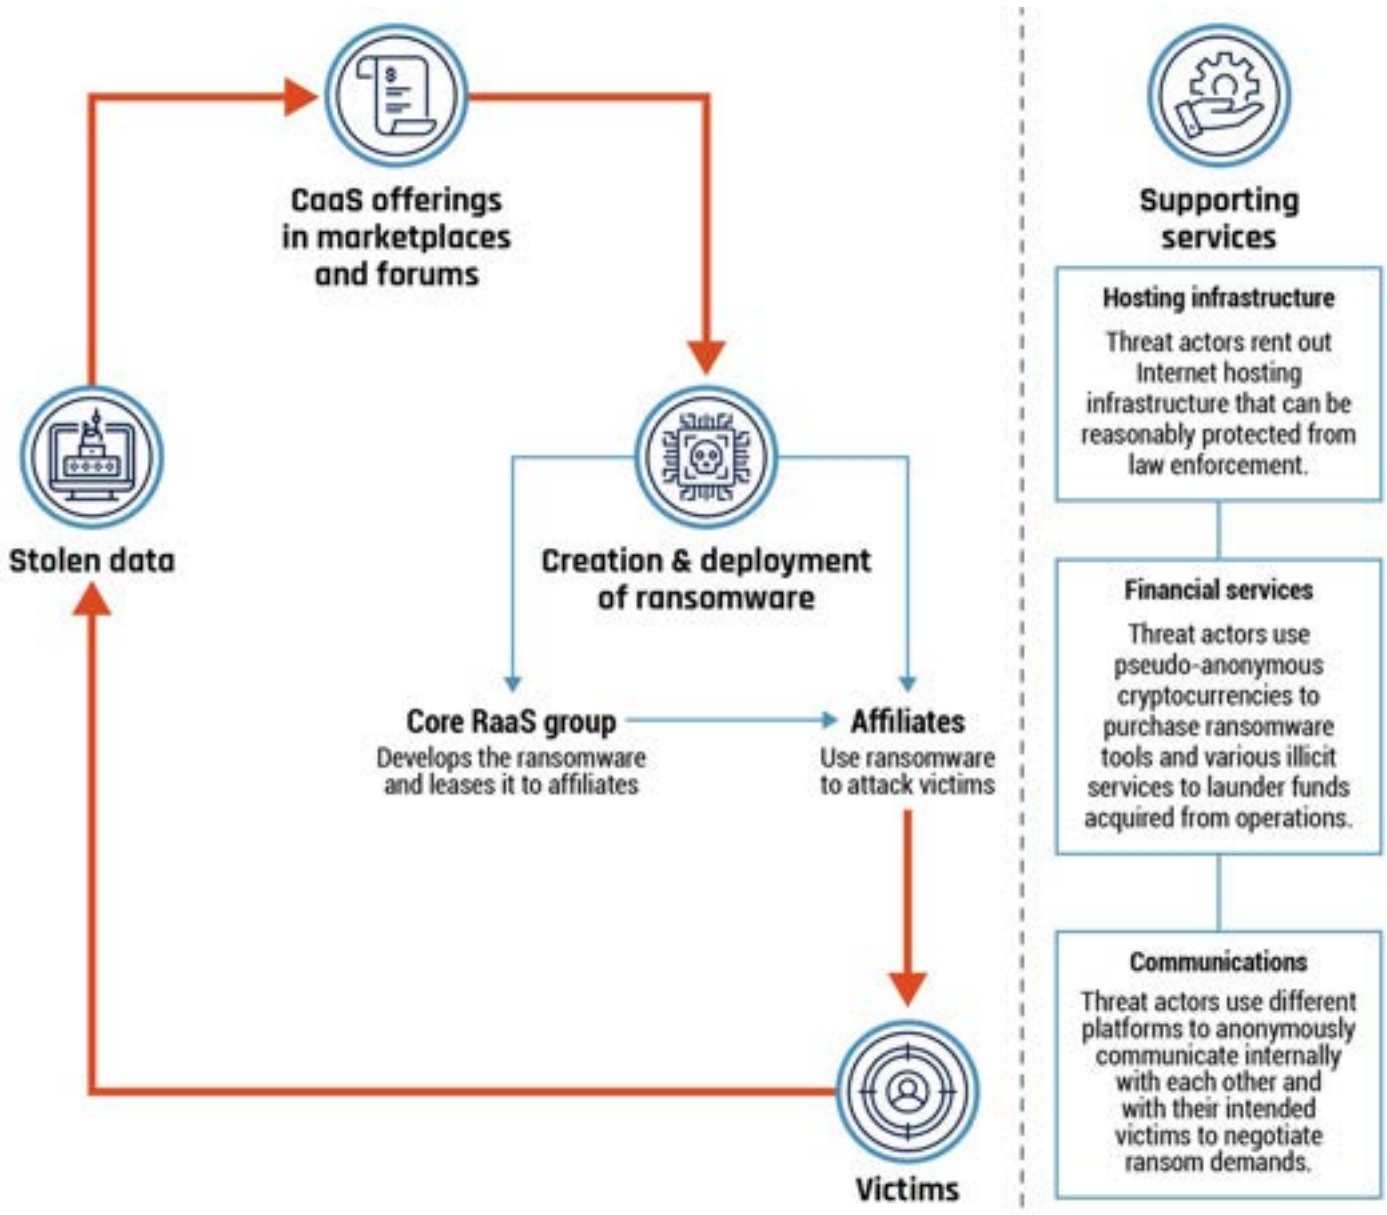 CaaS offerings
in marketplaces
and forums
Stolen data
Creation & deployment
of ransomware
Core RaaS group
Develops the ransomware
and leases it to affiliates
Affiliates
Use ransomware
to attack victims
Victims
Supporting
services
Hosting infrastructure
Threat actors rent out
Internet hosting
infrastructure that can be
reasonably protected from
law enforcement.
Financial services
Threat actors use
pseudo-anonymous
cryptocurrencies to
purchase ransomware
tools and various illicit
services to launder funds
acquired from operations.
Communications
Threat actors use different
platforms to anonymously
communicate internally
with each other and
with their intended
victims to negotiate
ransom demands.